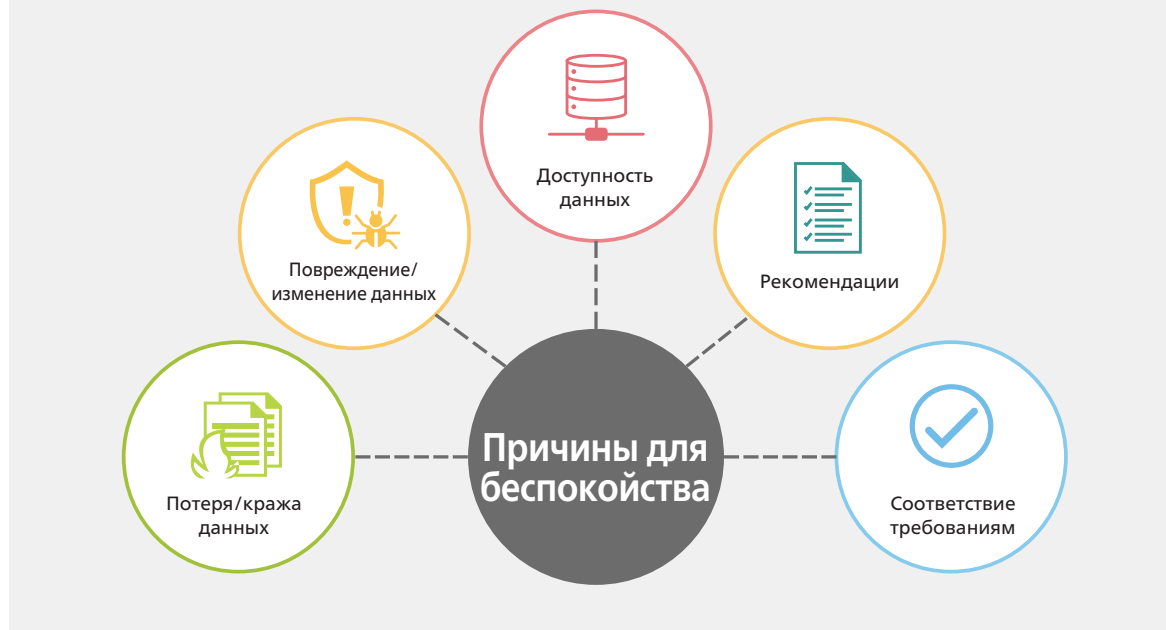 Доступность
данных
Повреждение/
изменение данных
Рекомендации
Причины для
беспокойства
Потеря/кража
данных
Соответствие
требованиям